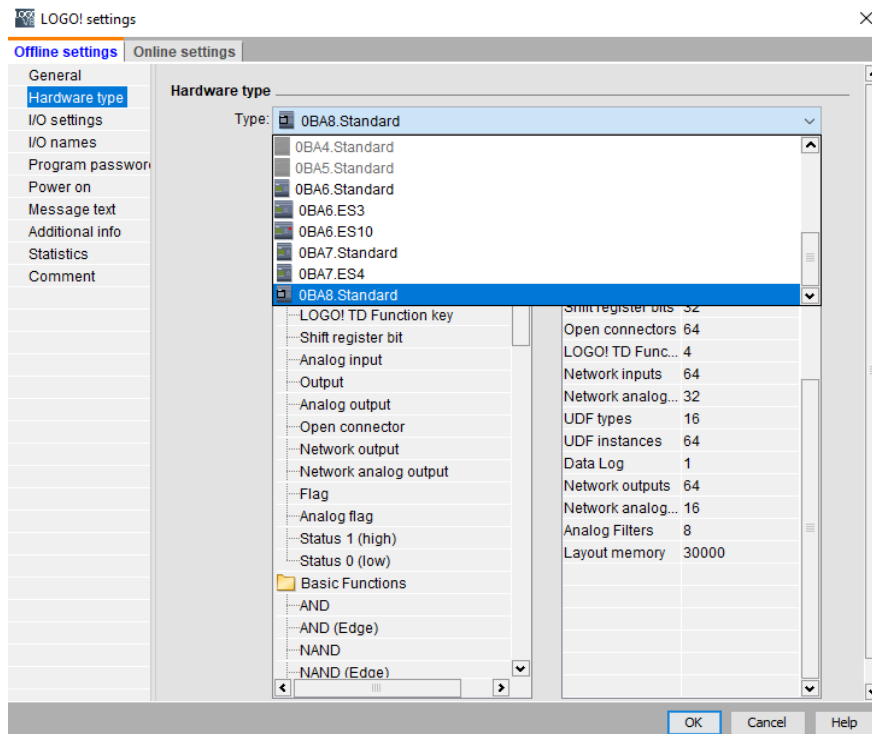 LOGO! settings
Offline settings
Online settings
General
Hardware type
I/O settings
I/O names
Program passwor
Power on
Message text
Additional info
Statistics
Comment
Hardware type
Type: 0BA8.Standard
0BA4.Standard
0BA5.Standard
0BA6.Standard
0BA6.ES3
0BA6.ES10
0BA7.Standard
0BA7.ES4
0BA8.Standard
LOGO! TD Function key
Shift register bit
Analog input
Output
Analog output
Open connector
Network output
Network analog output
Flag
Analog flag
Status 1 (high)
Status 0 (low)
Basic Functions
AND
AND (Edge)
NAND
NAND (Edge)
Shift register bits 32
Open connectors 64
LOGO! TD Func... 4
Network inputs 64
Network analog... 32
UDF types 16
UDF instances 64
Data Log 1
Network outputs 64
Network analog... 16
Analog Filters 8
Layout memory 30000
OK
Cancel
Help